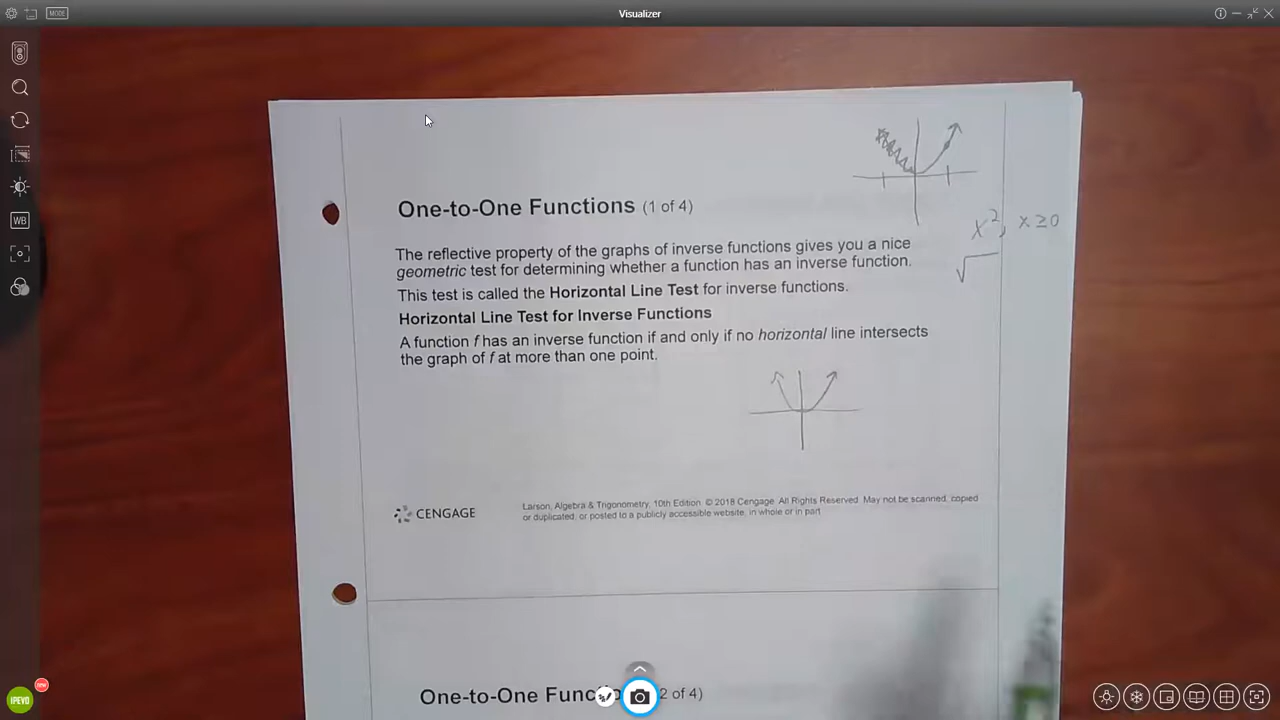 MODE
Visualizer
One-to-One Functions (1 of 4)
x², x ≥ 0
√
The reflective property of the graphs of inverse functions gives you a nice
geometric test for determining whether a function has an inverse function.
This test is called the Horizontal Line Test for inverse functions.
Horizontal Line Test for Inverse Functions
A function f has an inverse function if and only if no horizontal line intersects
the graph of f at more than one point.
CENGAGE
Larson, Algebra & Trigonometry, 10th Edition. © 2018 Cengage. All Rights Reserved. May not be scanned, copied
or duplicated, or posted to a publicly accessible website, in whole or in part.
One-to-One Func
2 of 4)
WB
IPEVO